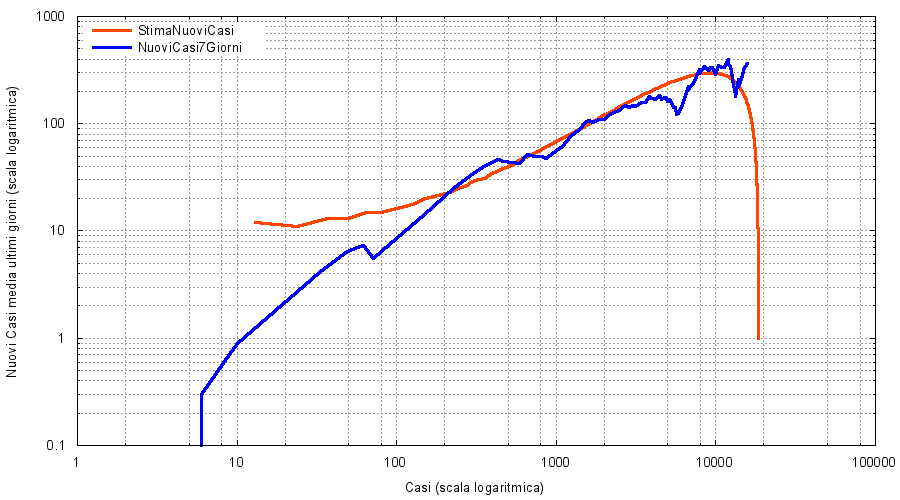 1000
100
10
1
0.1
Nuovi Casi media ultimi giorni (scala logaritmica)
StimaNuoviCasi
NuoviCasi7Giorni
1 10 100 1000 10000 100000
Casi (scala logaritmica)